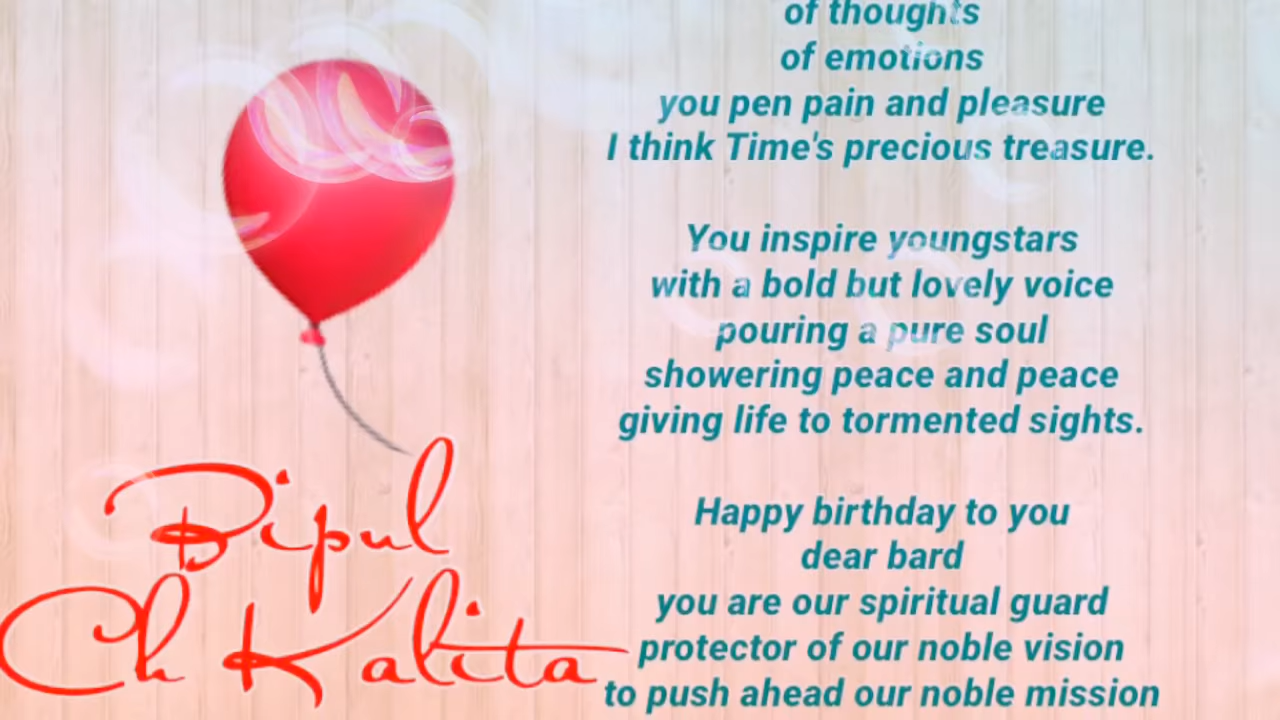 of thoughts
of emotions
you pen pain and pleasure
I think Time's precious treasure.
You inspire youngstars
with a bold but lovely voice
pouring a pure soul
showering peace and peace
giving life to tormented sights.
Happy birthday to you
dear bard
you are our spiritual guard
protector of our noble vision
to push ahead our noble mission
Bipul
Ch Kalita